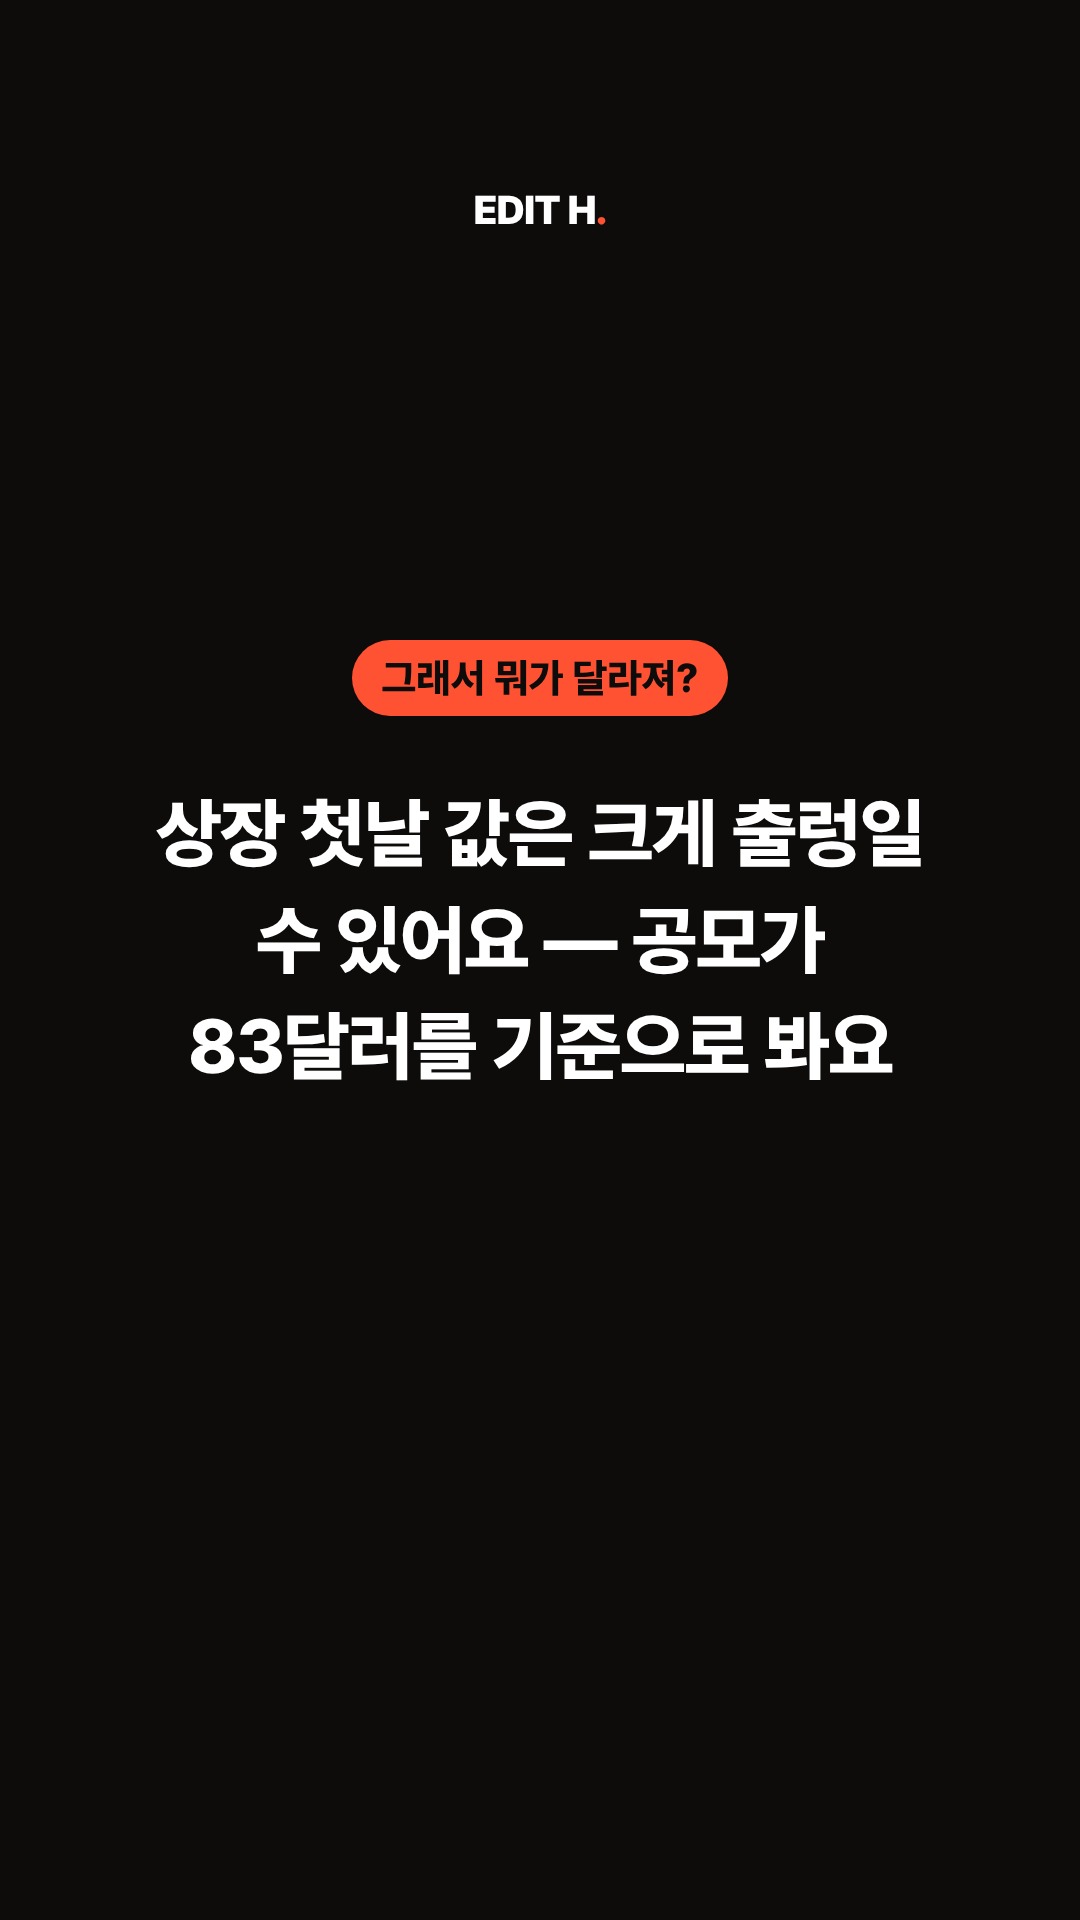 EDIT H.
그래서 뭐가 달라져?
상장 첫날 값은 크게 출렁일
수 있어요 — 공모가
83달러를 기준으로 봐요